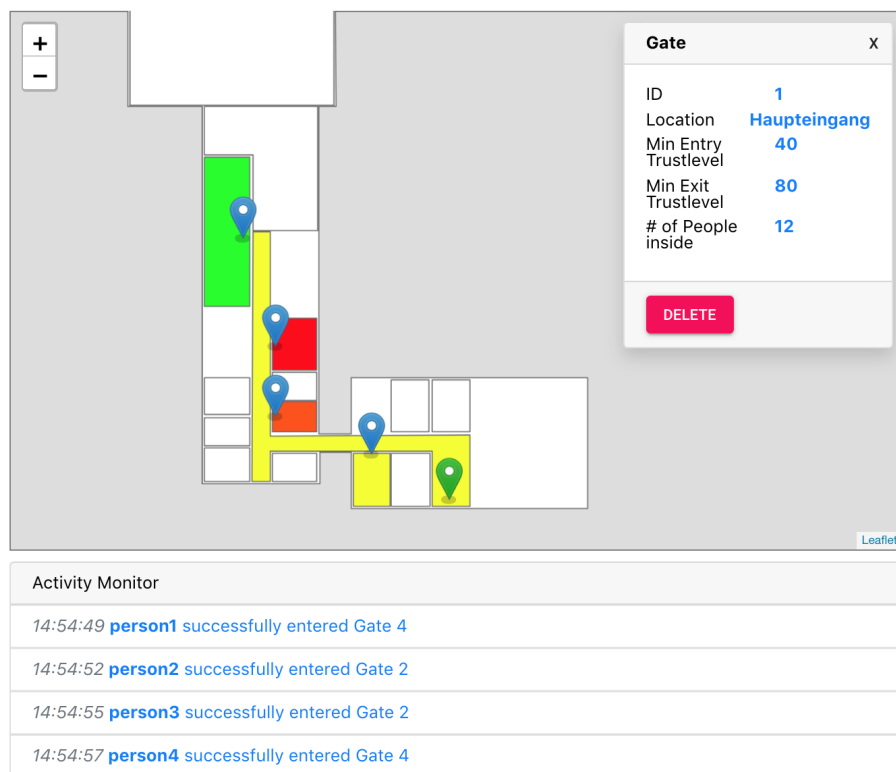 +
−
Gate X
ID 1
Location Haupteingang
Min Entry 40
Trustlevel
Min Exit 80
Trustlevel
# of People 12
inside
DELETE
Leaflet
Activity Monitor
14:54:49 person1 successfully entered Gate 4
14:54:52 person2 successfully entered Gate 2
14:54:55 person3 successfully entered Gate 2
14:54:57 person4 successfully entered Gate 4